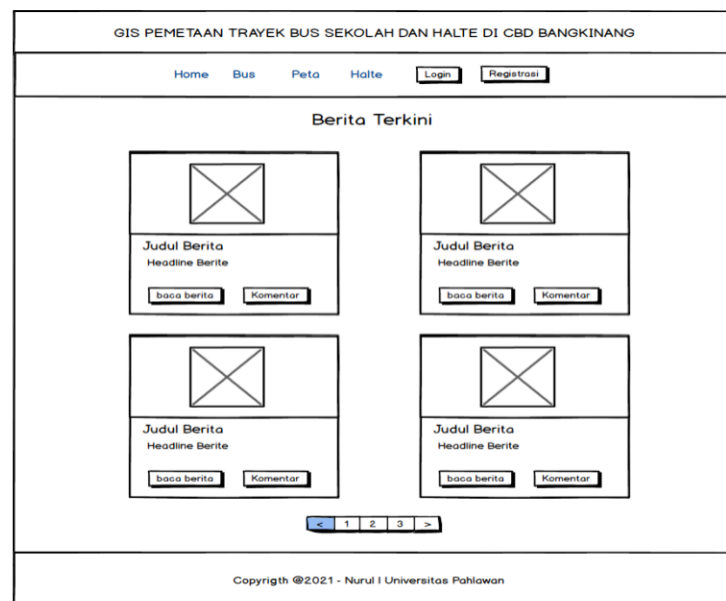 GIS PEMETAAN TRAYEK BUS SEKOLAH DAN HALTE DI CBD BANGKINANG
Home Bus Peta Halte Login Registrasi
Berita Terkini
Judul Berita
Headline Berite
baca berita Komentar
Judul Berita
Headline Berite
baca berita Komentar
Judul Berita
Headline Berite
baca berita Komentar
Judul Berita
Headline Berite
baca berita Komentar
< 1 2 3 >
Copyrigth @2021 - Nurul I Universitas Pahlawan